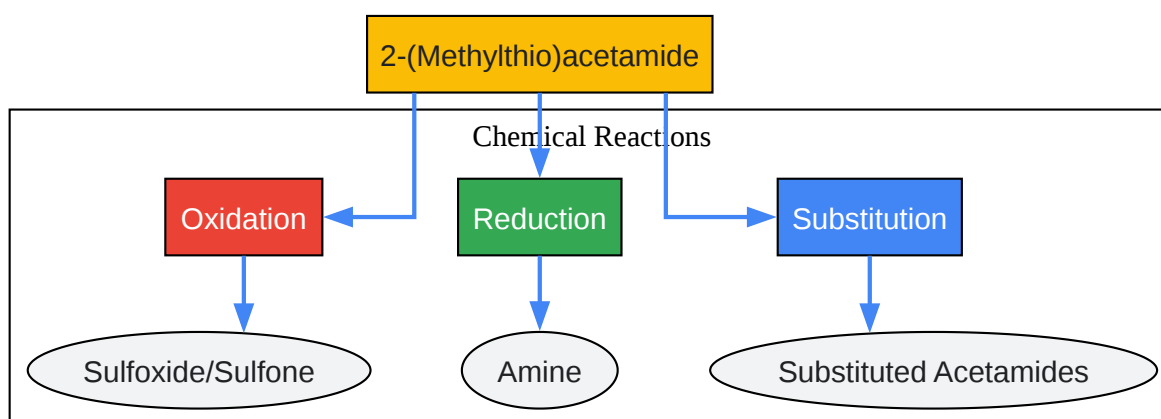 2-(Methylthio)acetamide
Chemical Reactions
Oxidation
Reduction
Substitution
Sulfoxide/Sulfone
Amine
Substituted Acetamides